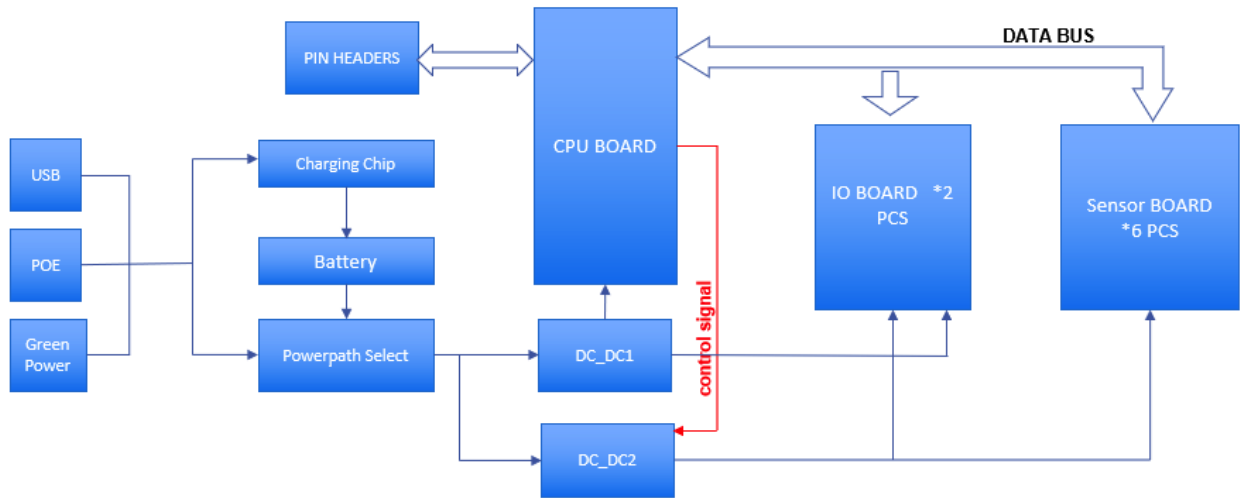 DATA BUS
PIN HEADERS
CPU BOARD
USB
Charging Chip
IO BOARD *2
PCS
Sensor BOARD
*6 PCS
POE
Battery
control signal
Green
Power
Powerpath Select
DC_DC1
DC_DC2